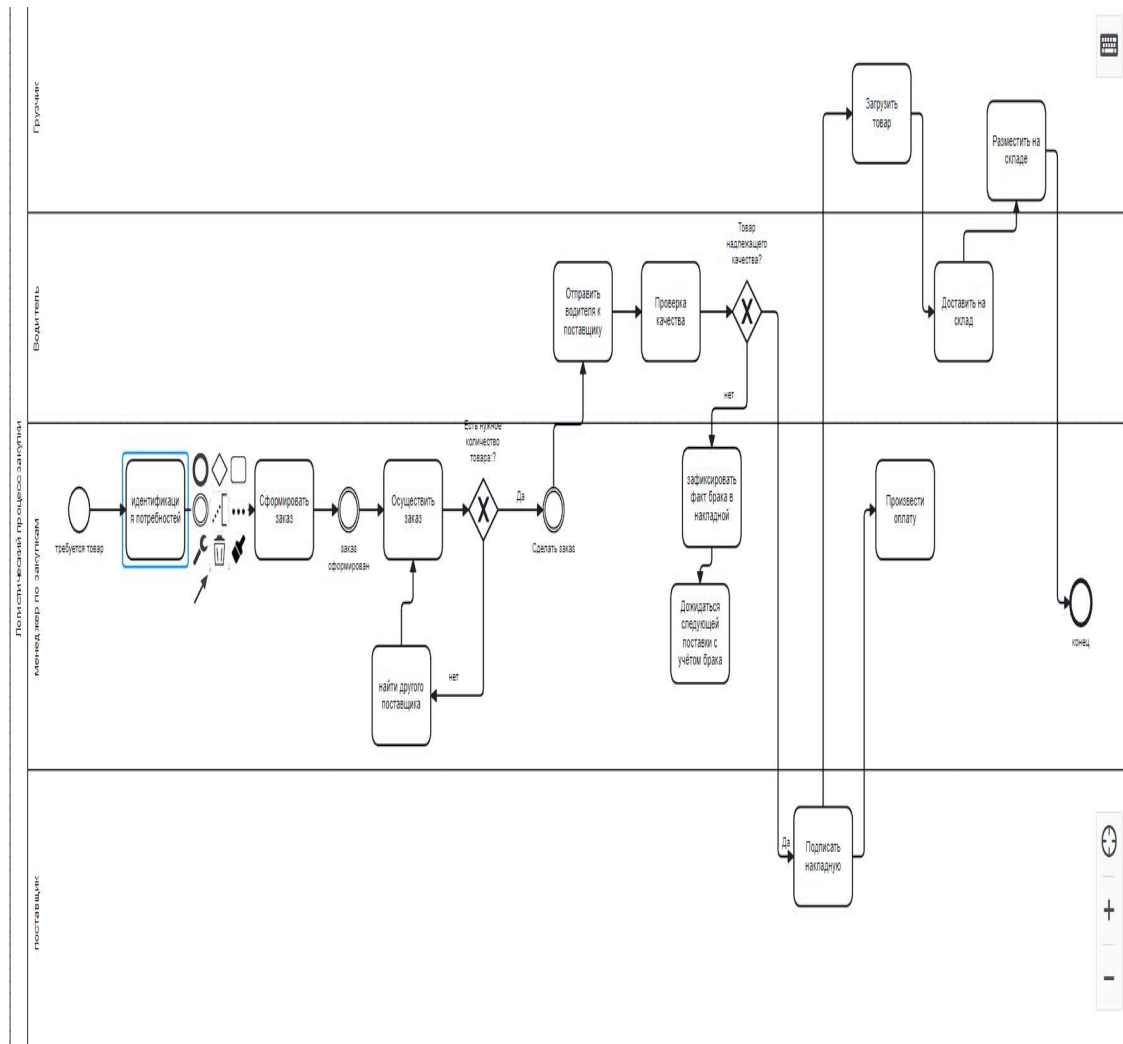 Логистический процесс закупки
Грузчик
Загрузить
товар
Разместить на
складе
Водитель
Отправить
водителя к
поставщику
Проверка
качества
Товар
надлежащего
качества?
Доставить на
склад
нет
Менеджер по закупкам
требуется товар
идентификаци
я потребностей
Сформировать
заказ
заказ
сформирован
Осуществить
заказ
Есть нужное
количество
товара:?
Да
Сделать заказ
нет
найти другого
поставщика
зафиксировать
факт брака в
накладной
Дожидаться
следующей
поставки с
учётом брака
Произвести
оплату
конец
поставщик
Да
Подписать
накладную